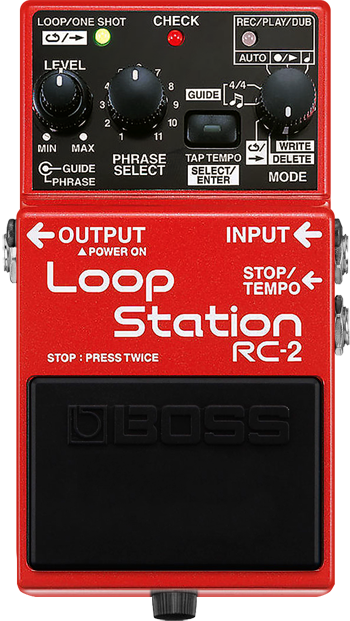 LOOP/ONE SHOT
CHECK
REC/PLAY/DUB
AUTO
LEVEL
MIN MAX
GUIDE
PHRASE
1 2 3 4 7 8 9 10 11
PHRASE
SELECT
GUIDE
4/4
TAP TEMPO
SELECT/
ENTER
WRITE
DELETE
MODE
OUTPUT
▲POWER ON
INPUT
STOP/
TEMPO
Loop
Station
RC-2
STOP : PRESS TWICE
BOSS